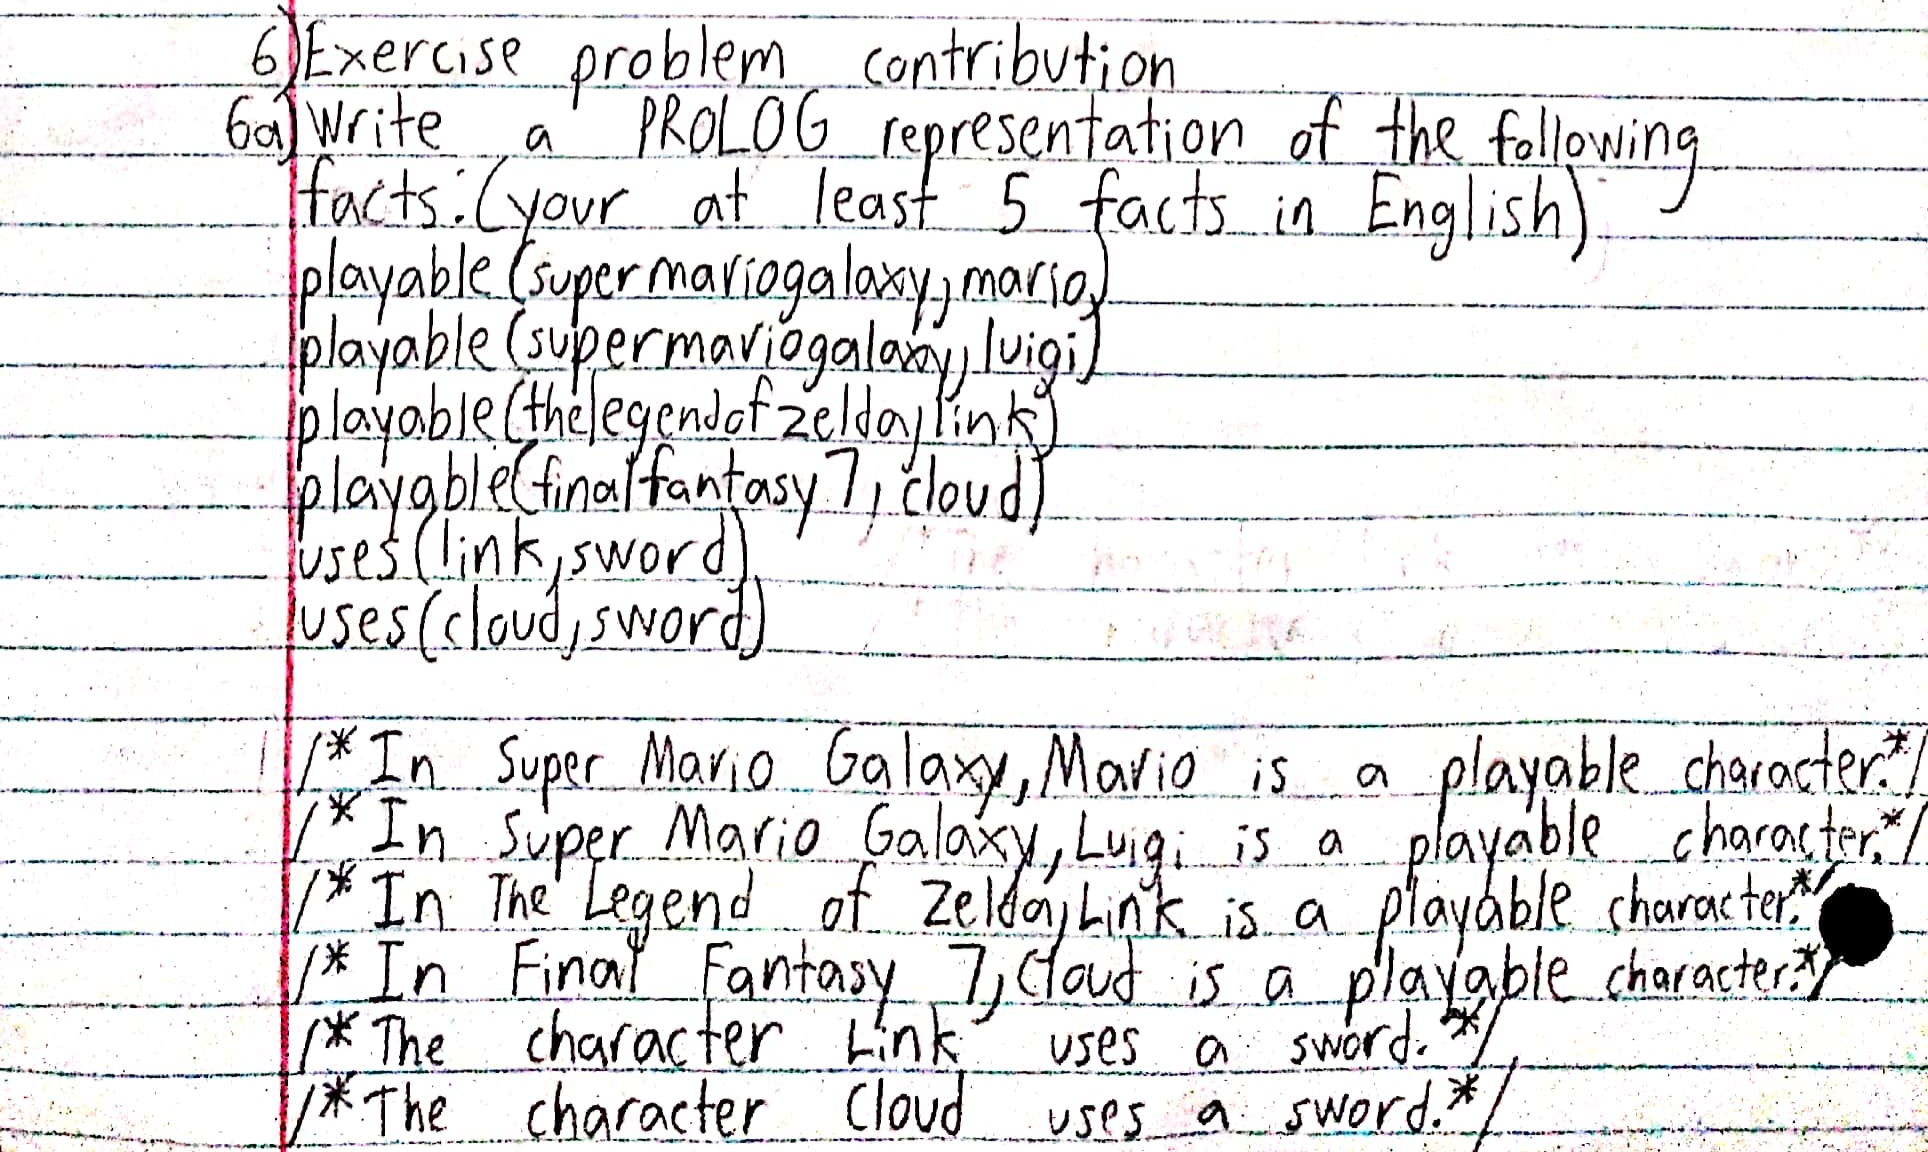 6) Exercise problem contribution
6a) Write a PROLOG representation of the following
facts: (your at least 5 facts in English)
playable(supermariogalaxy, mario)
playable(supermariogalaxy, luigi)
playable(thelegendofzelda, link)
playable(finalfantasy7, cloud)
uses(link, sword)
uses(cloud, sword)
/* In Super Mario Galaxy, Mario is a playable character. */
/* In Super Mario Galaxy, Luigi is a playable character. */
/* In The Legend of Zelda, Link is a playable character. */
/* In Final Fantasy 7, Cloud is a playable character. */
/* The character Link uses a sword. */
/* The character Cloud uses a sword. */